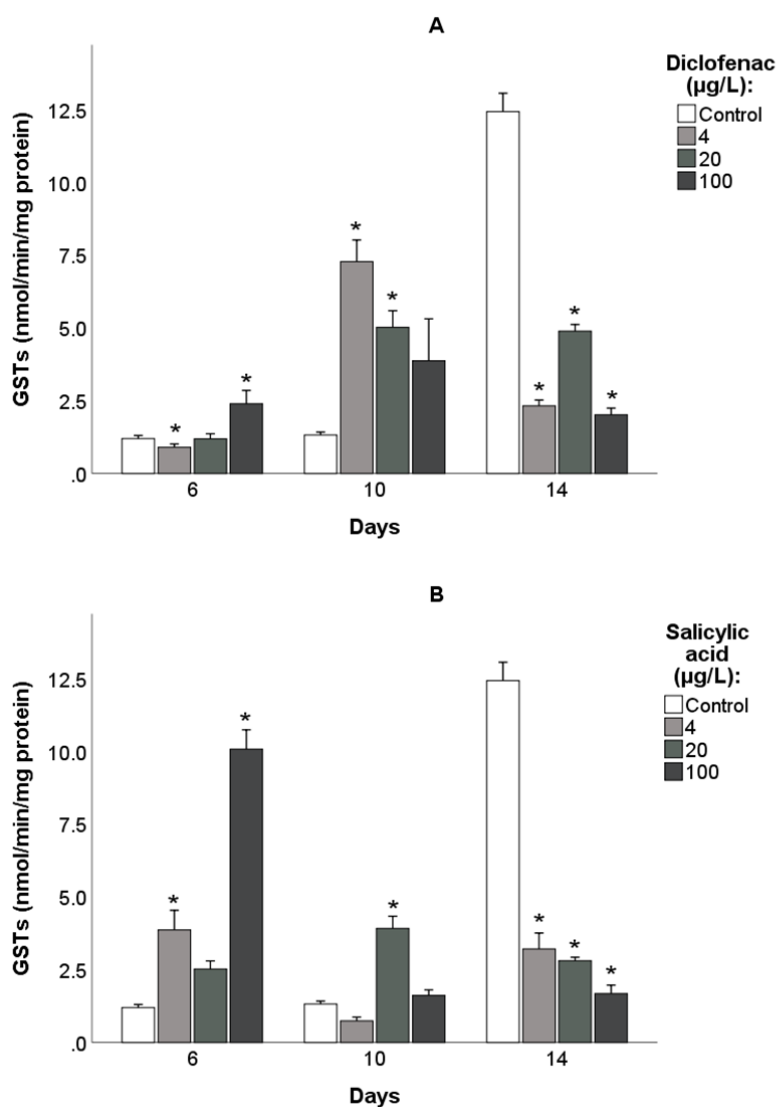 A
Diclofenac
(µg/L):
Control
4
20
100
GSTs (nmol/min/mg protein)
12.5
10.0
7.5
5.0
2.5
.0
* * * * * * *
6 10 14
Days
B
Salicylic
acid
(µg/L):
Control
4
20
100
GSTs (nmol/min/mg protein)
12.5
10.0
7.5
5.0
2.5
.0
* * * * * *
6 10 14
Days